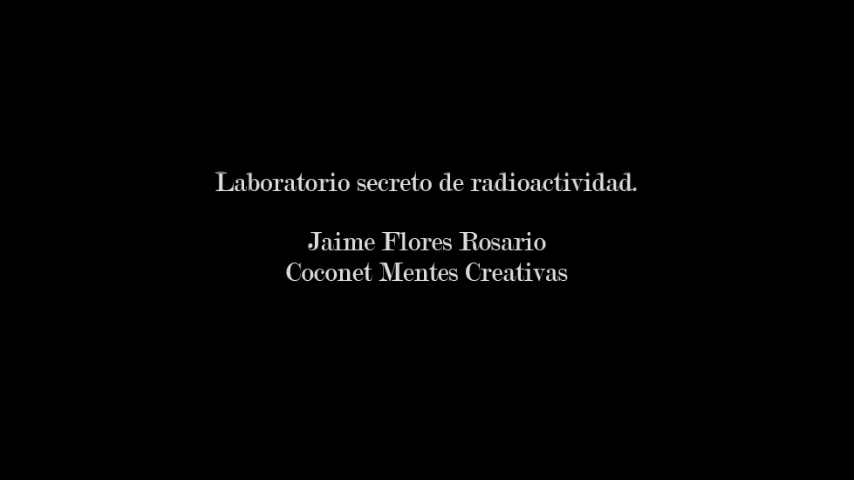 Laboratorio secreto de radioactividad.
Jaime Flores Rosario
Coconet Mentes Creativas